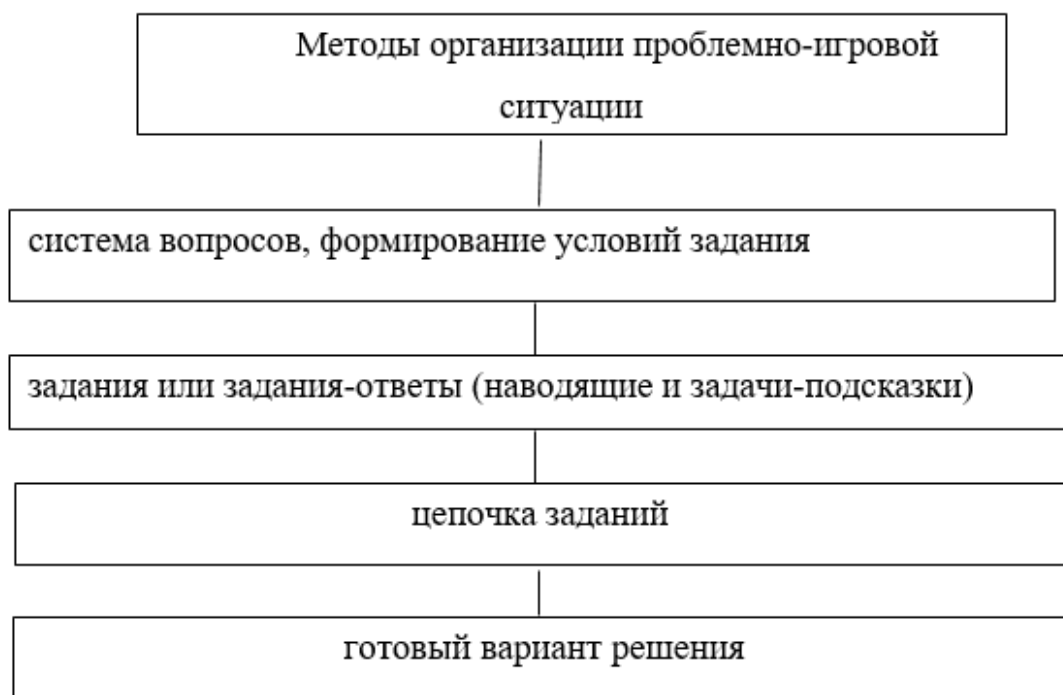 Методы организации проблемно-игровой
ситуации
система вопросов, формирование условий задания
задания или задания-ответы (наводящие и задачи-подсказки)
цепочка заданий
готовый вариант решения